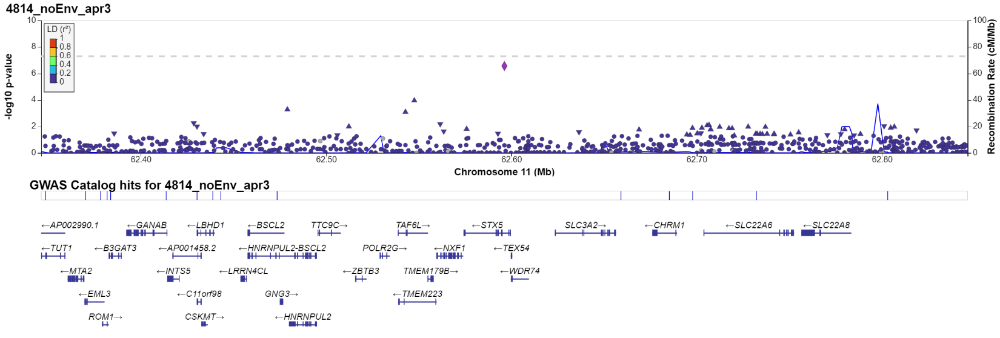 4814_noEnv_apr3
10
8
6
4
2
0
-log10 p-value
LD (r²)
1
0.8
0.6
0.4
0.2
0
100
80
60
40
20
0
Recombination Rate (cM/Mb)
62.40
62.50
62.60
62.70
62.80
Chromosome 11 (Mb)
GWAS Catalog hits for 4814_noEnv_apr3
←AP002990.1 ←GANAB ←LBHD1 ←BSCL2 TTC9C→ TAF6L→ ←STX5 SLC3A2→ ←CHRM1 ←SLC22A6 ←SLC22A8
←TUT1 ←B3GAT3 ←AP001458.2 ←HNRNPUL2-BSCL2 POLR2G→ ←NXF1 ←TEX54
←MTA2 ←INTS5 ←LRRN4CL ←ZBTB3 TMEM179B→ ←WDR74
←EML3 ←C11orf98 GNG3→ ←TMEM223
ROM1→ CSKMT→ ←HNRNPUL2